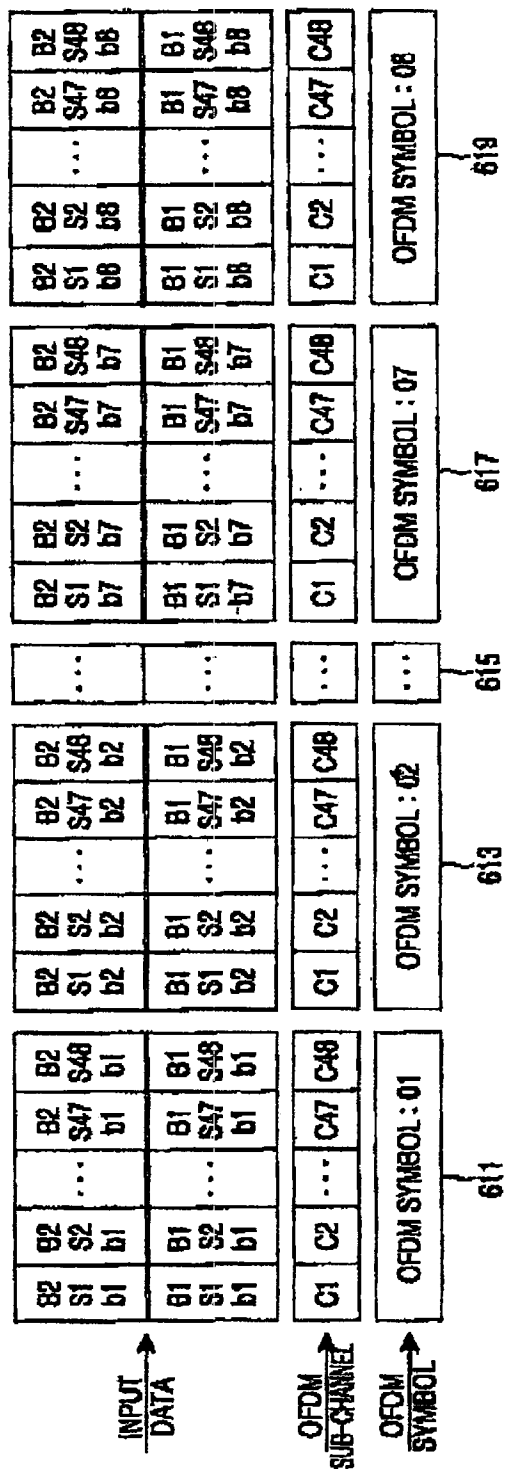 B2 B2 ... B2 B2
S1 S2 S47 S48
b1 b1 b1 b1
B2 B2 ... B2 B2
S1 S2 S47 S48
b2 b2 b2 b2
...
B2 B2 ... B2 B2
S1 S2 S47 S48
b7 b7 b7 b7
B2 B2 ... B2 B2
S1 S2 S47 S48
b8 b8 b8 b8
INPUT
DATA
B1 B1 ... B1 B1
S1 S2 S47 S48
b1 b1 b1 b1
B1 B1 ... B1 B1
S1 S2 S47 S48
b2 b2 b2 b2
...
B1 B1 ... B1 B1
S1 S2 S47 S48
b7 b7 b7 b7
B1 B1 ... B1 B1
S1 S2 S47 S48
b8 b8 b8 b8
OFDM
SUB-CHANNEL
C1 C2 ... C47 C48
C1 C2 ... C47 C48
...
C1 C2 ... C47 C48
C1 C2 ... C47 C48
OFDM
SYMBOL
OFDM SYMBOL : 01
OFDM SYMBOL : 02
...
OFDM SYMBOL : 07
OFDM SYMBOL : 08
611
613
615
617
619